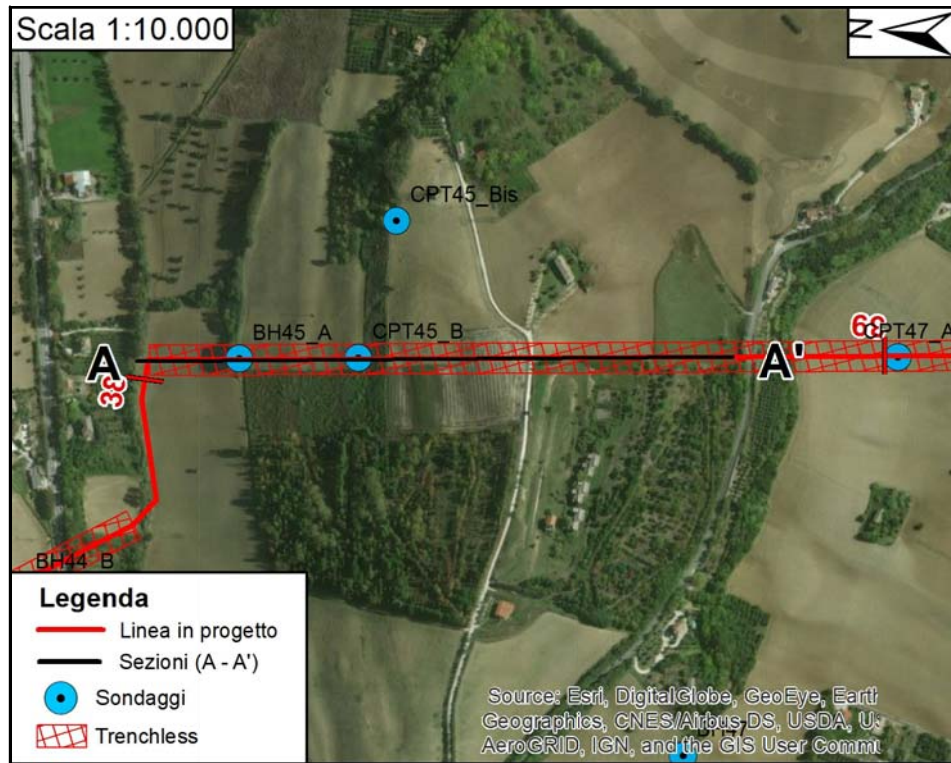 Scala 1:10.000
N
CPT45_Bis
BH45_A
CPT45_B
CPT47_A
A
A'
BH44_B
Legenda
Linea in progetto
Sezioni (A - A')
Sondaggi
Trenchless
Source: Esri, DigitalGlobe, GeoEye, Earth
Geographics, CNES/Airbus DS, USDA, U
AeroGRID, IGN, and the GIS User Commu